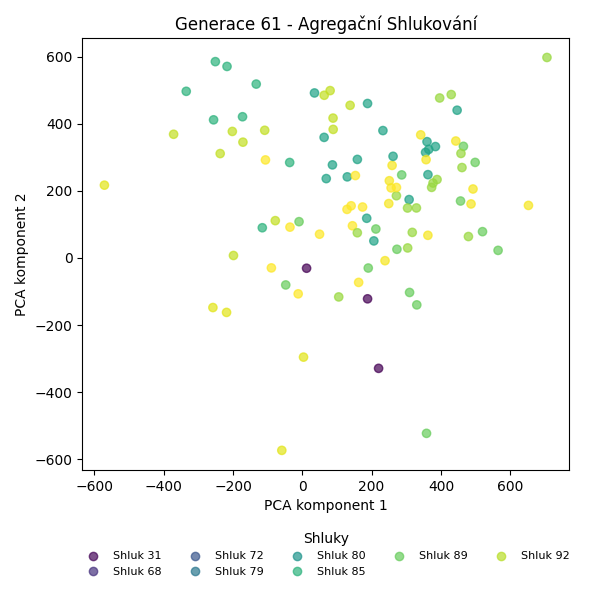 Generace 61 - Agregační Shlukování
PCA komponent 2
600
400
200
0
−200
−400
−600
−600 −400 −200 0 200 400 600
PCA komponent 1
Shluky
Shluk 31 Shluk 72 Shluk 80 Shluk 89 Shluk 92
Shluk 68 Shluk 79 Shluk 85